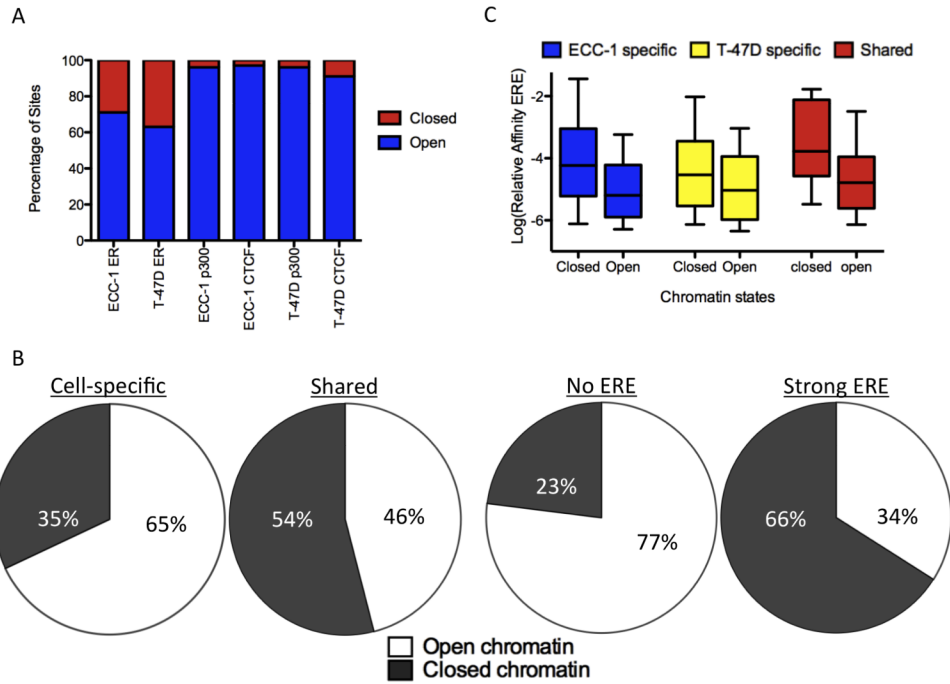 A
Percentage of Sites
100
80
60
40
20
0
ECC-1 ER
T-47D ER
ECC-1 p300
ECC-1 CTCF
T-47D p300
T-47D CTCF
Closed
Open
C
ECC-1 specific
T-47D specific
Shared
Log(Relative Affinity ERE)
-2
-4
-6
Closed Open
Closed Open
closed open
Chromatin states
B
Cell-specific
Shared
No ERE
Strong ERE
35%
65%
54%
46%
23%
77%
66%
34%
Open chromatin
Closed chromatin